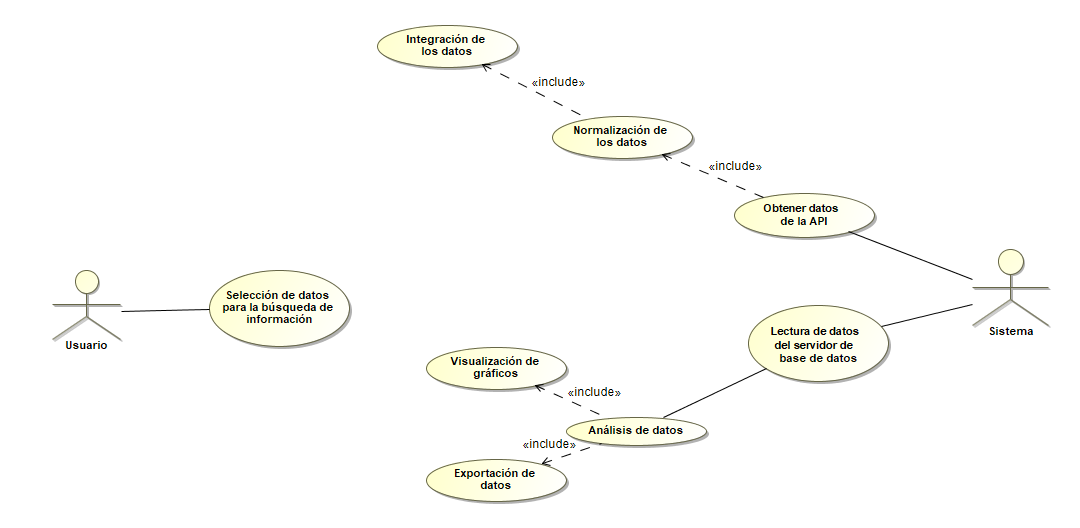 Integración de
los datos
«include»
Normalización de
los datos
«include»
Obtener datos
de la API
Selección de datos
para la búsqueda de
información
Usuario
Lectura de datos
del servidor de
base de datos
Sistema
Visualización de
gráficos
«include»
Análisis de datos
«include»
Exportación de
datos